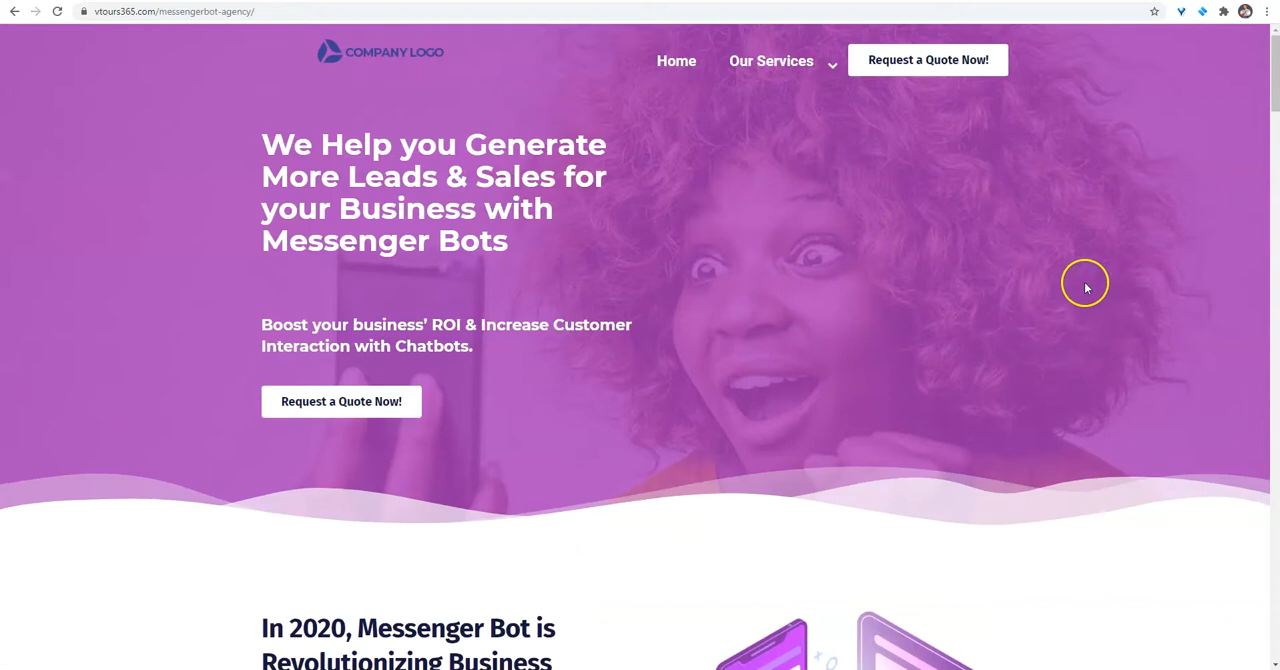 vtours365.com/messengerbot-agency/
COMPANY LOGO
Home
Our Services
Request a Quote Now!
We Help you Generate
More Leads & Sales for
your Business with
Messenger Bots
Boost your business’ ROI & Increase Customer
Interaction with Chatbots.
Request a Quote Now!
In 2020, Messenger Bot is
Revolutionizing Business